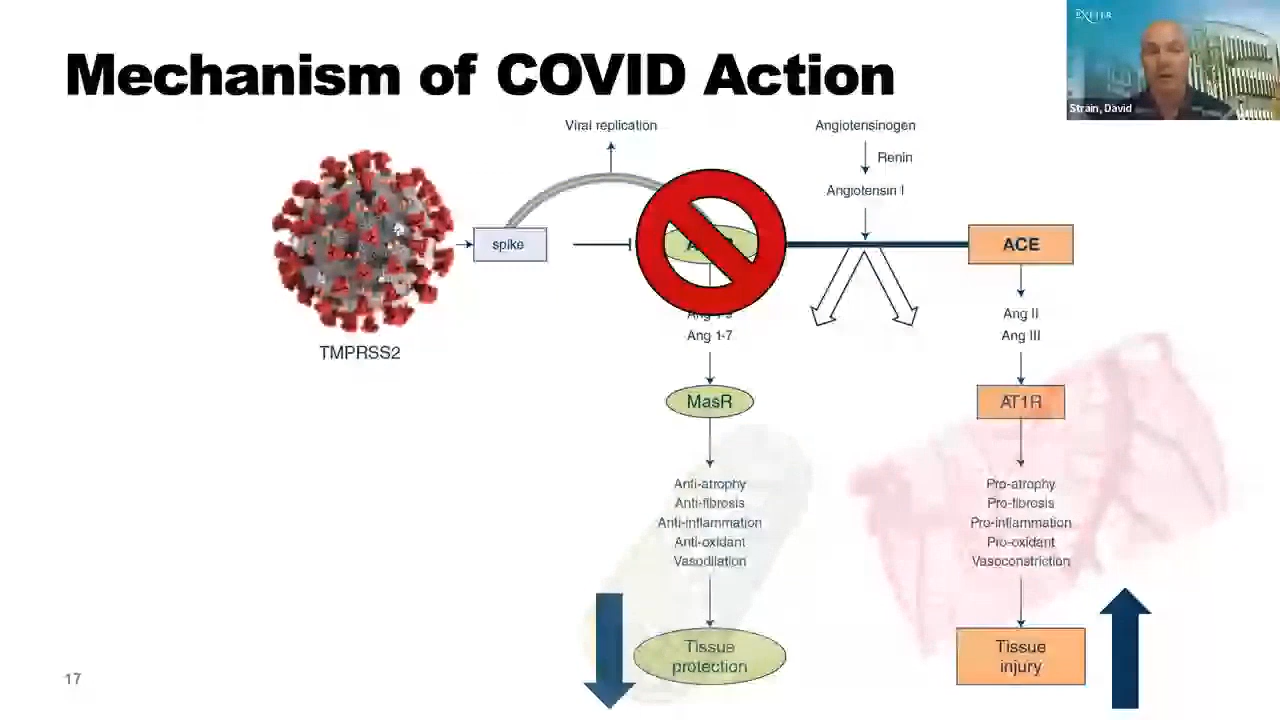 Mechanism of COVID Action
EXETER
Strain, David
Viral replication
Angiotensinogen
Renin
Angiotensin I
spike
ACE
TMPRSS2
Ang 1-7
Ang II
Ang III
MasR
AT1R
Anti-atrophy
Anti-fibrosis
Anti-inflammation
Anti-oxidant
Vasodilation
Pro-atrophy
Pro-fibrosis
Pro-inflammation
Pro-oxidant
Vasoconstriction
Tissue
protection
Tissue
injury
17